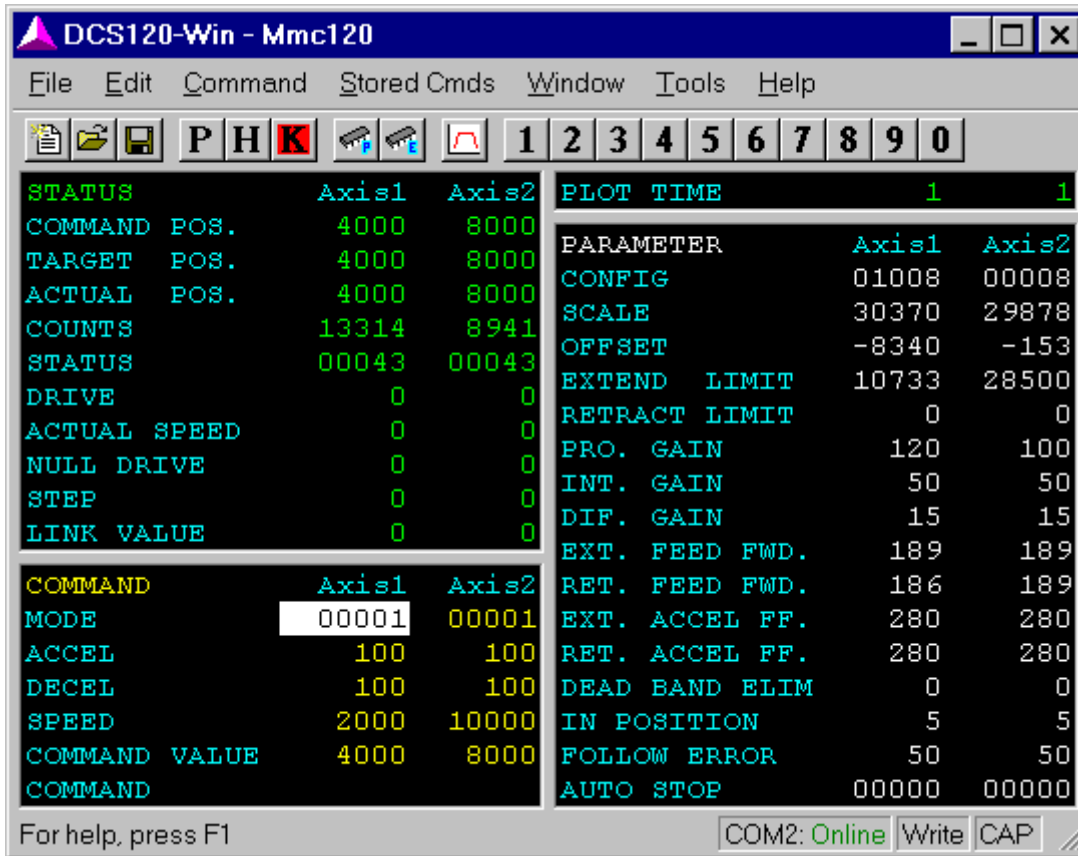 DCS120-Win - Mmc120
File Edit Command Stored Cmds Window Tools Help
P H K 1 2 3 4 5 6 7 8 9 0
STATUS Axis1 Axis2
COMMAND POS. 4000 8000
TARGET POS. 4000 8000
ACTUAL POS. 4000 8000
COUNTS 13314 8941
STATUS 00043 00043
DRIVE 0 0
ACTUAL SPEED 0 0
NULL DRIVE 0 0
STEP 0 0
LINK VALUE 0 0
COMMAND Axis1 Axis2
MODE 00001 00001
ACCEL 100 100
DECEL 100 100
SPEED 2000 10000
COMMAND VALUE 4000 8000
COMMAND
PLOT TIME 1 1
PARAMETER Axis1 Axis2
CONFIG 01008 00008
SCALE 30370 29878
OFFSET -8340 -153
EXTEND LIMIT 10733 28500
RETRACT LIMIT 0 0
PRO. GAIN 120 100
INT. GAIN 50 50
DIF. GAIN 15 15
EXT. FEED FWD. 189 189
RET. FEED FWD. 186 189
EXT. ACCEL FF. 280 280
RET. ACCEL FF. 280 280
DEAD BAND ELIM 0 0
IN POSITION 5 5
FOLLOW ERROR 50 50
AUTO STOP 00000 00000
For help, press F1 COM2: Online Write CAP